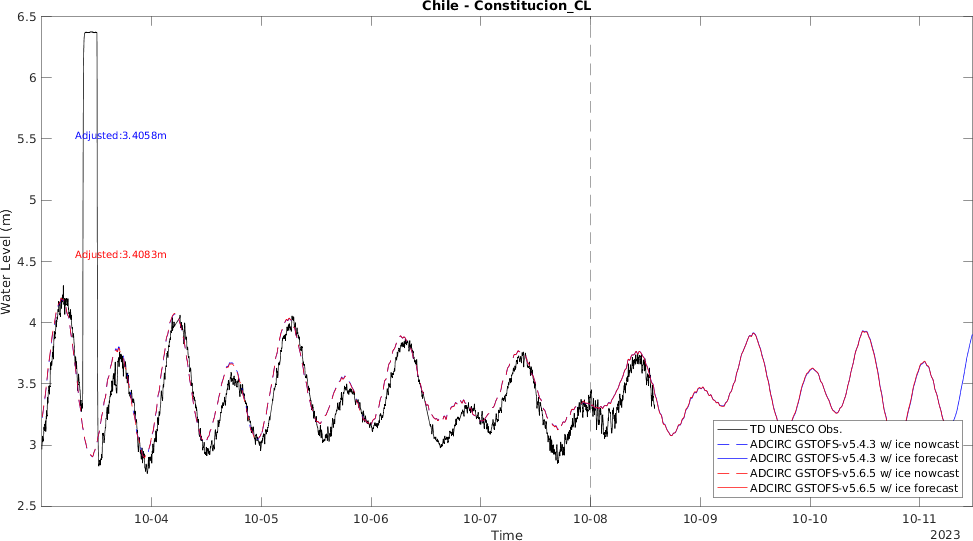 Chile - Constitucion_CL
6.5
6
5.5
5
4.5
4
3.5
3
2.5
Water Level (m)
Adjusted:3.4058m
Adjusted:3.4083m
TD UNESCO Obs.
ADCIRC GSTOFS-v5.4.3 w/ ice nowcast
ADCIRC GSTOFS-v5.4.3 w/ ice forecast
ADCIRC GSTOFS-v5.6.5 w/ ice nowcast
ADCIRC GSTOFS-v5.6.5 w/ ice forecast
10-04 10-05 10-06 10-07 10-08 10-09 10-10 10-11
Time
2023